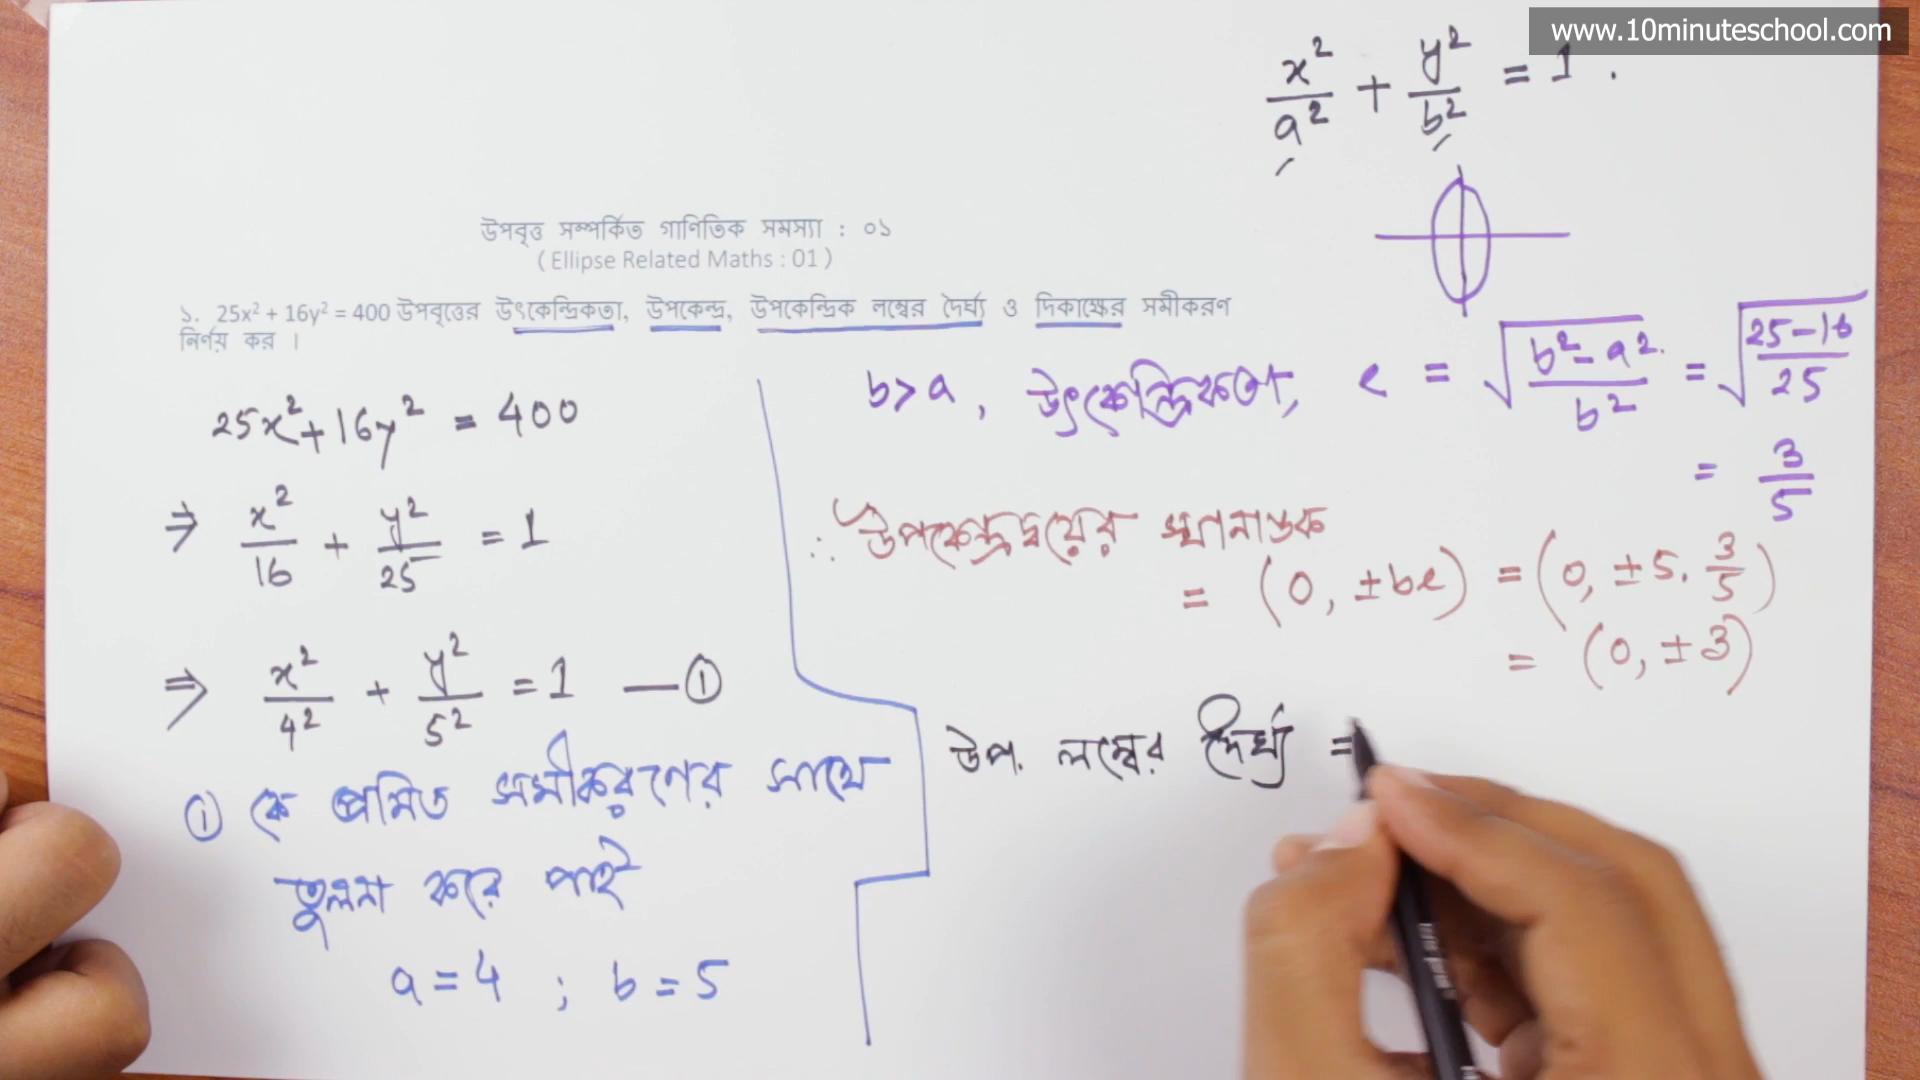 www.10minuteschool.com
x²/a² + y²/b² = 1 .
উপবৃত্ত সম্পর্কিত গাণিতিক সমস্যা : ০১
( Ellipse Related Maths : 01 )
১. 25x² + 16y² = 400 উপবৃত্তের উৎকেন্দ্রিকতা, উপকেন্দ্র, উপকেন্দ্রিক লম্বের দৈর্ঘ্য ও দিকাক্ষের সমীকরণ
নির্ণয় কর ।
25x² + 16y² = 400
⇒ x²/16 + y²/25 = 1
⇒ x²/4² + y²/5² = 1 — ①
① কে প্রমিত সমীকরণের সাথে
তুলনা করে পাই
a = 4 ; b = 5
b > a , উৎকেন্দ্রিকতা, e = √((b² - a²)/b²) = √((25 - 16)/25)
= 3/5
∴ উপকেন্দ্রদ্বয়ের স্থানাঙ্ক
= (0, ±be) = (0, ±5. 3/5)
= (0, ±3)
উপ. লম্বের দৈর্ঘ্য =